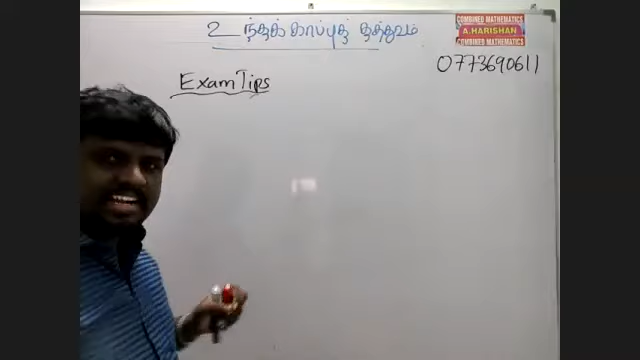 உந்தக் காப்புத் தத்துவம்
COMBINED MATHEMATICS
A.HARISHAN
COMBINED MATHEMATICS
0773690611
Exam Tips